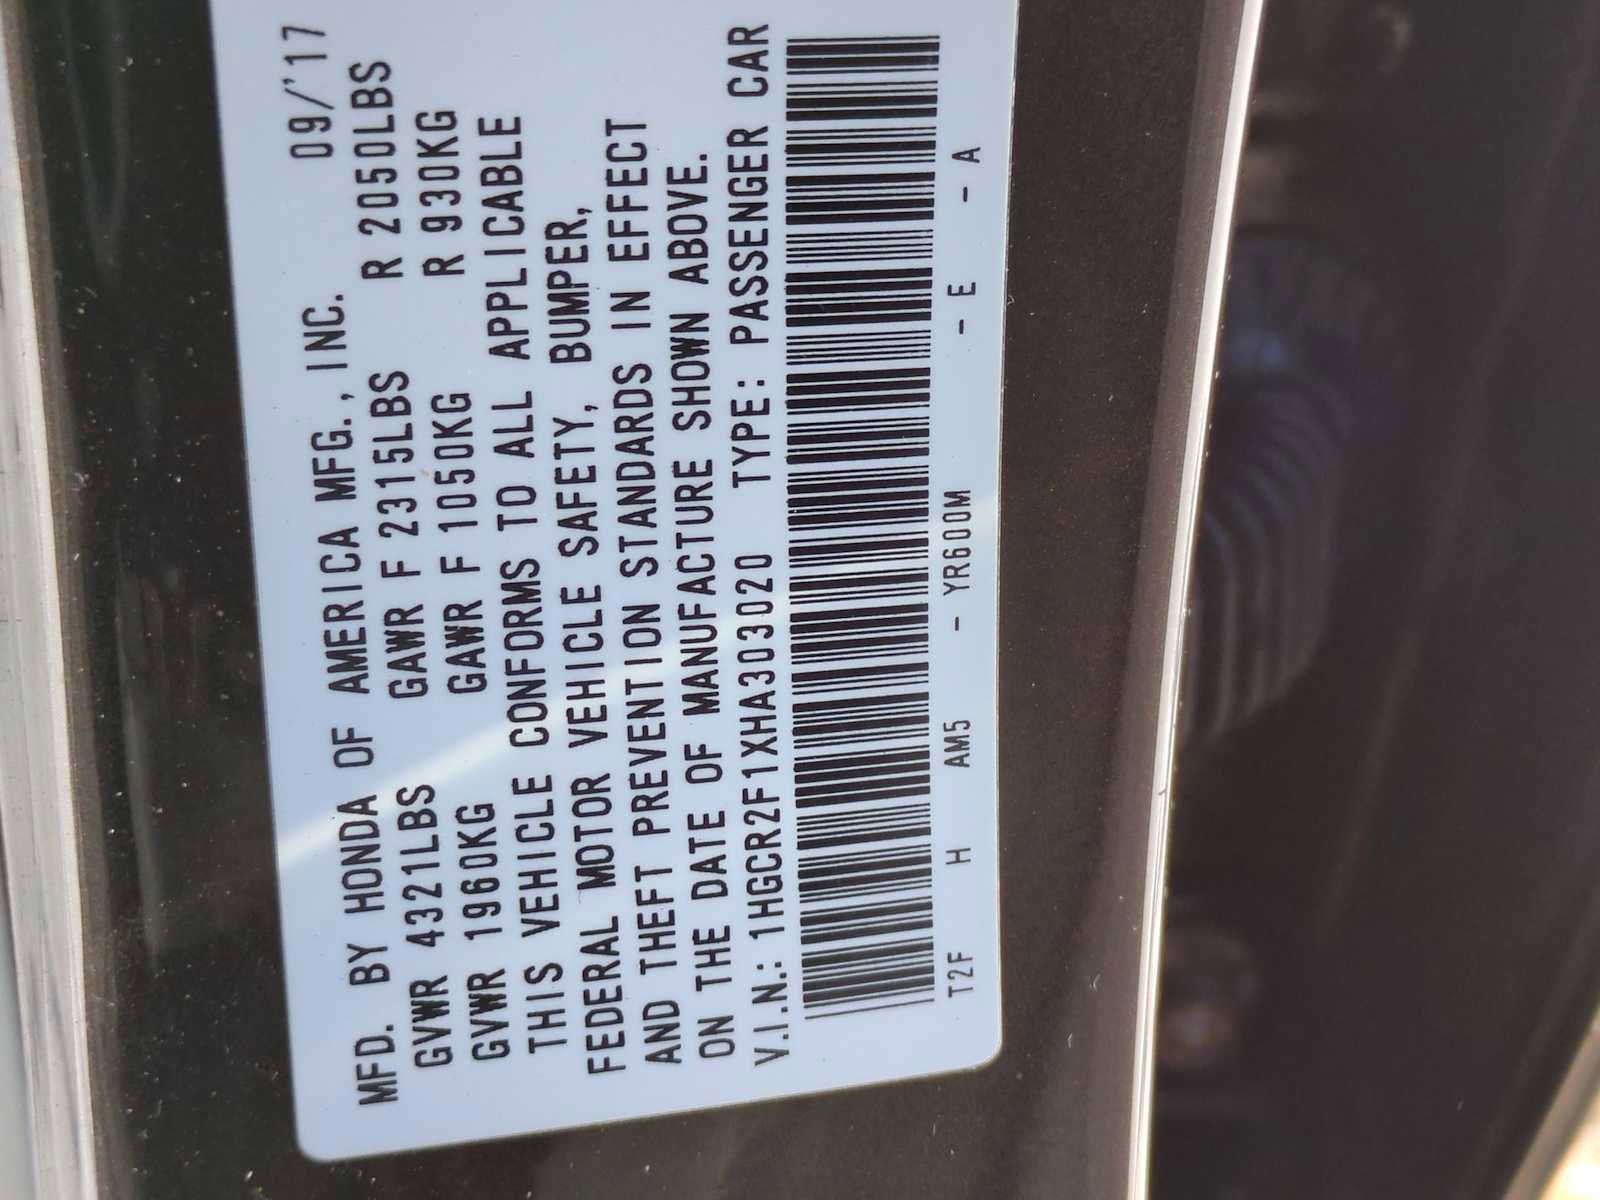 MFD. BY HONDA OF AMERICA MFG., INC. 09/'17
GVWR 4321LBS GAWR F 2315LBS R 2050LBS
GVWR 1960KG GAWR F 1050KG R 930KG
THIS VEHICLE CONFORMS TO ALL APPLICABLE
FEDERAL MOTOR VEHICLE SAFETY, BUMPER,
AND THEFT PREVENTION STANDARDS IN EFFECT
ON THE DATE OF MANUFACTURE SHOWN ABOVE.
V.I.N.: 1HGCR2F1XHA303020 TYPE: PASSENGER CAR
T2F H AM5 - YR600M - E - A